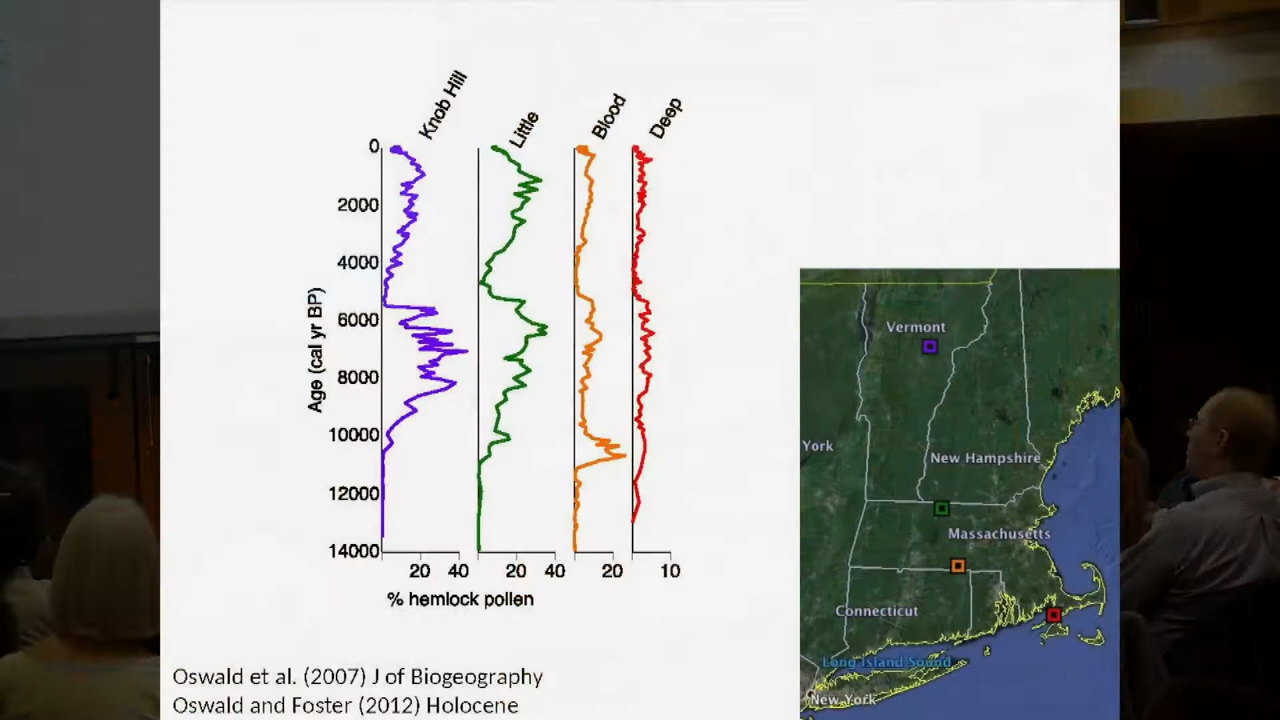 Knob Hill
Little
Blood
Deep
0
2000
4000
6000
8000
10000
12000
14000
Age (cal yr BP)
20 40 20 40 20 10
% hemlock pollen
Oswald et al. (2007) J of Biogeography
Oswald and Foster (2012) Holocene
Vermont
York
New Hampshire
Massachusetts
Connecticut
Long Island Sound
New York